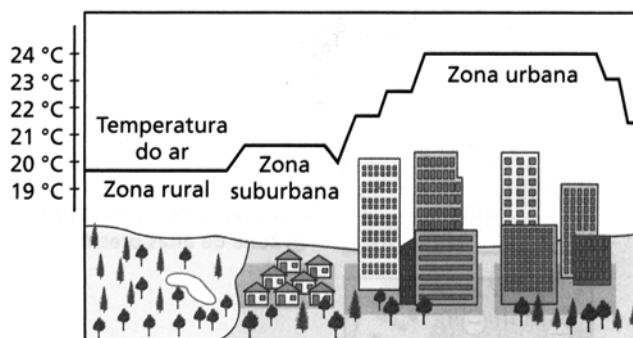 24 °C
23 °C
22 °C
21 °C
20 °C
19 °C
Temperatura
do ar
Zona rural
Zona
suburbana
Zona urbana